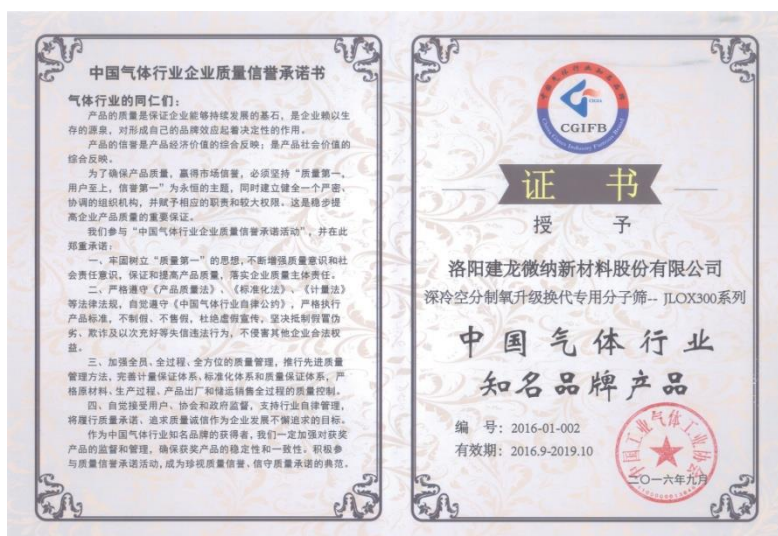 中国气体行业企业质量信誉承诺书
气体行业的同仁们：
产品的质量是保证企业能够持续发展的基石，是企业赖以生
存的源泉，对形成自己的品牌效应起着决定性的作用。
产品的信誉是产品经济价值的综合反映；是产品社会价值的
综合反映。
为了确保产品质量，赢得市场信誉，必须坚持“质量第一，
用户至上，信誉第一”为永恒的主题，同时建立健全一个严密、
协调的组织机构，并赋予相应的职责和较大权限。这是稳步提
高企业产品质量的重要保证。
我们参与“中国气体行业企业质量信誉承诺活动”，并在此
郑重承诺：
一、牢固树立“质量第一”的思想，不断增强质量意识和社
会责任意识，保证和提高产品质量，落实企业质量主体责任。
二、严格遵守《产品质量法》、《标准化法》、《计量法》
等法律法规，自觉遵守《中国气体行业自律公约》，严格执行
产品标准，不制假、不售假，杜绝虚假宣传，坚决抵制假冒伪
劣、欺诈及以次充好等失信违法行为，不侵害其他企业合法权
益。
三、加强全员、全过程、全方位的质量管理，推行先进质量
管理方法，完善计量保证体系、标准化体系和质量保证体系，严
格原材料、生产过程、产品出厂和储运销售全过程的质量控制。
四、自觉接受用户、协会和政府监督，支持行业自律管理，
将履行质量承诺、追求质量诚信作为企业发展不懈追求的目标。
作为中国气体行业知名品牌的获得者，我们一定加强对获奖
产品的监督和管理，确保获奖产品的稳定性和一致性。积极参
与质量信誉承诺活动，成为珍视质量信誉、信守质量承诺的典范。
中国气体行业知名品牌
CGIFB
China Gases Industry Famous Brand
证 书
授 予
洛阳建龙微纳新材料股份有限公司
深冷空分制氧升级换代专用分子筛-- JLOX300系列
中国气体行业
知名品牌产品
编 号：2016-01-002
有效期：2016.9-2019.10
中国工业气体工业协会
二〇一六年九月